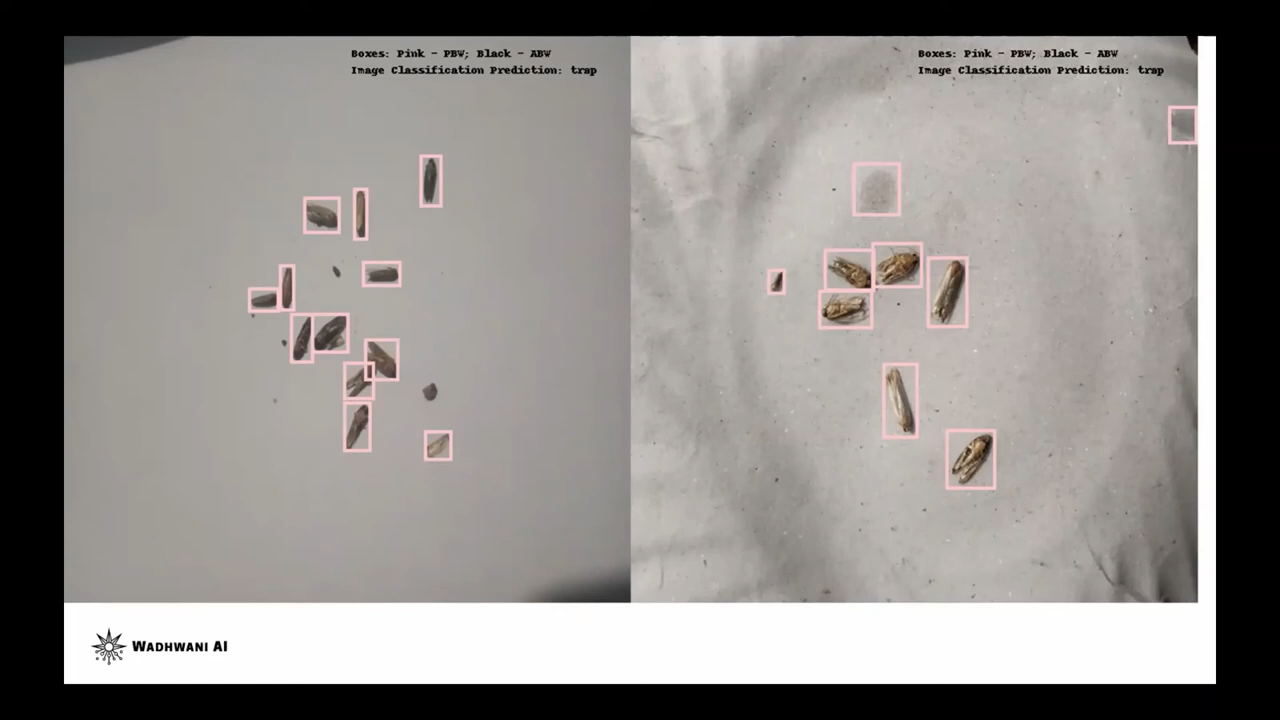 Boxes: Pink - PBW; Black - ABW
Image Classification Prediction: trap
Boxes: Pink - PBW; Black - ABW
Image Classification Prediction: trap
WADHWANI AI